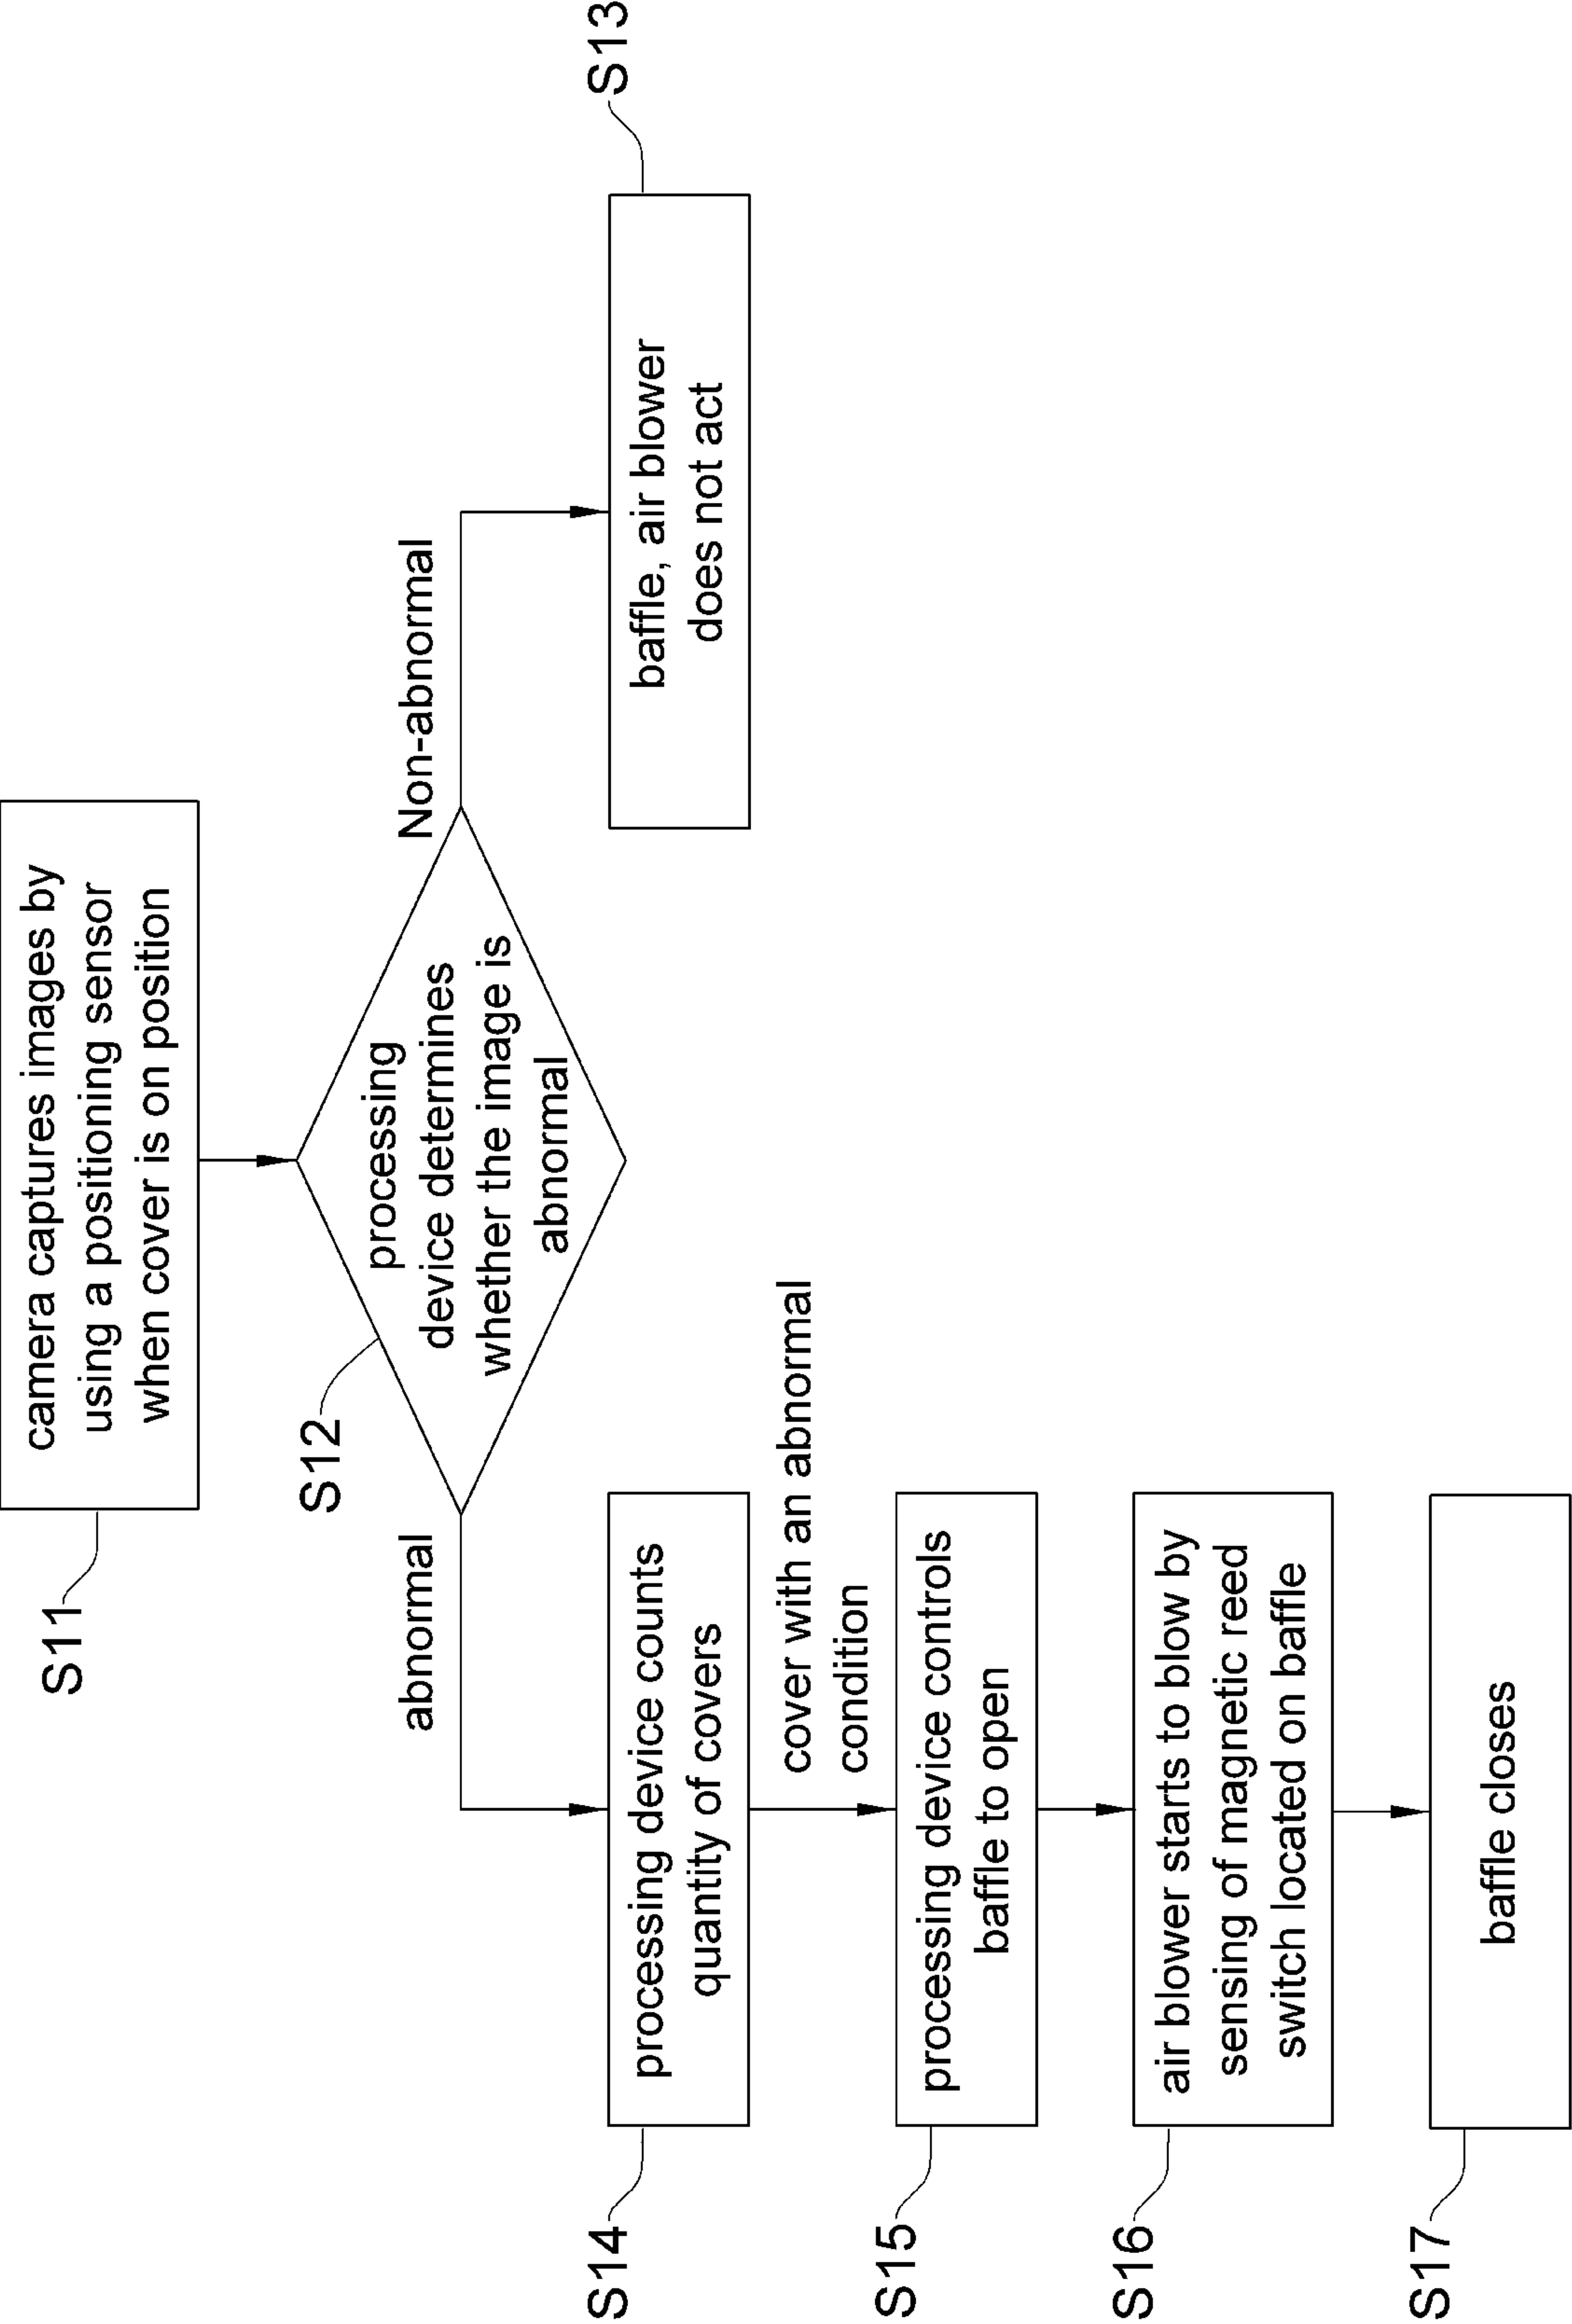 S11
camera captures images by
using a positioning sensor
when cover is on position
S12
processing
device determines
whether the image is
abnormal
abnormal
Non-abnormal
S13
baffle, air blower
does not act
S14
processing device counts
quantity of covers
cover with an abnormal
condition
S15
processing device controls
baffle to open
S16
air blower starts to blow by
sensing of magnetic reed
switch located on baffle
S17
baffle closes